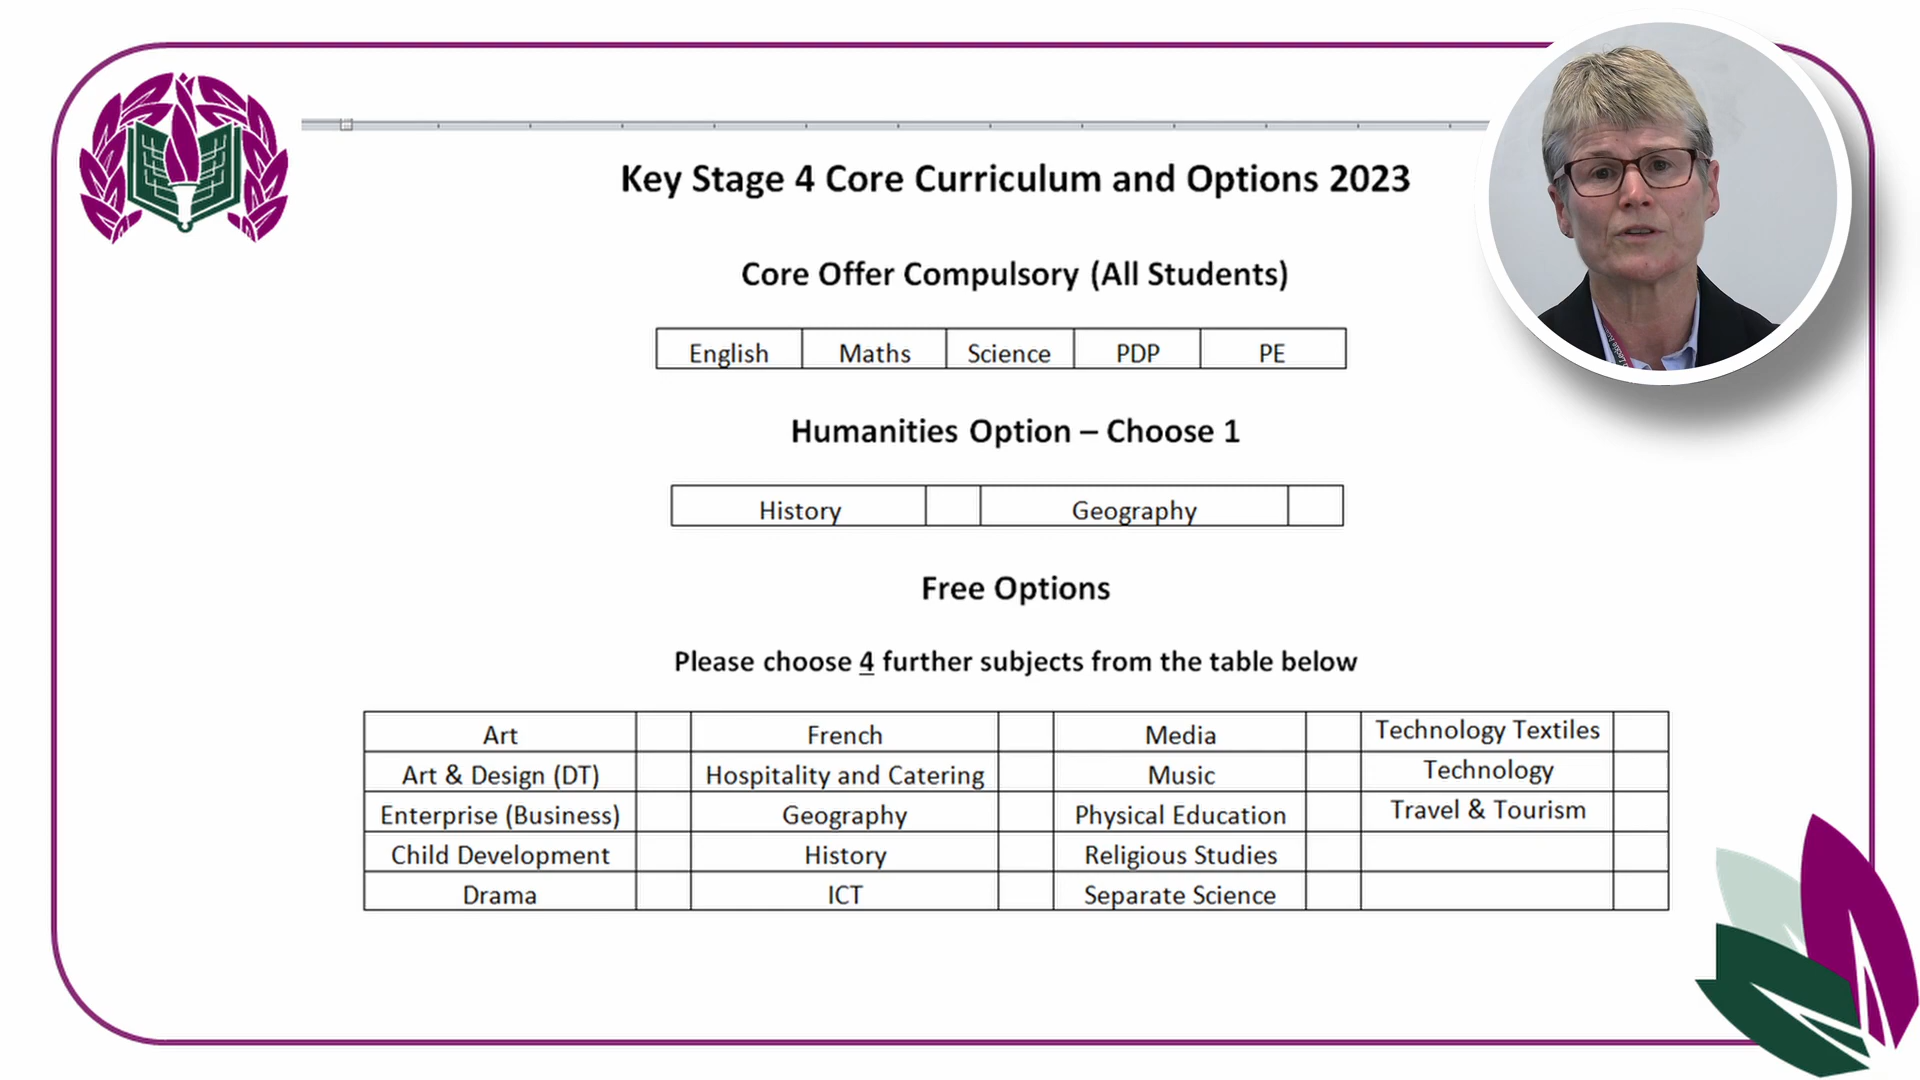 Key Stage 4 Core Curriculum and Options 2023
Core Offer Compulsory (All Students)
English Maths Science PDP PE
Humanities Option – Choose 1
History Geography
Free Options
Please choose 4 further subjects from the table below
Art French Media Technology Textiles
Art & Design (DT) Hospitality and Catering Music Technology
Enterprise (Business) Geography Physical Education Travel & Tourism
Child Development History Religious Studies
Drama ICT Separate Science